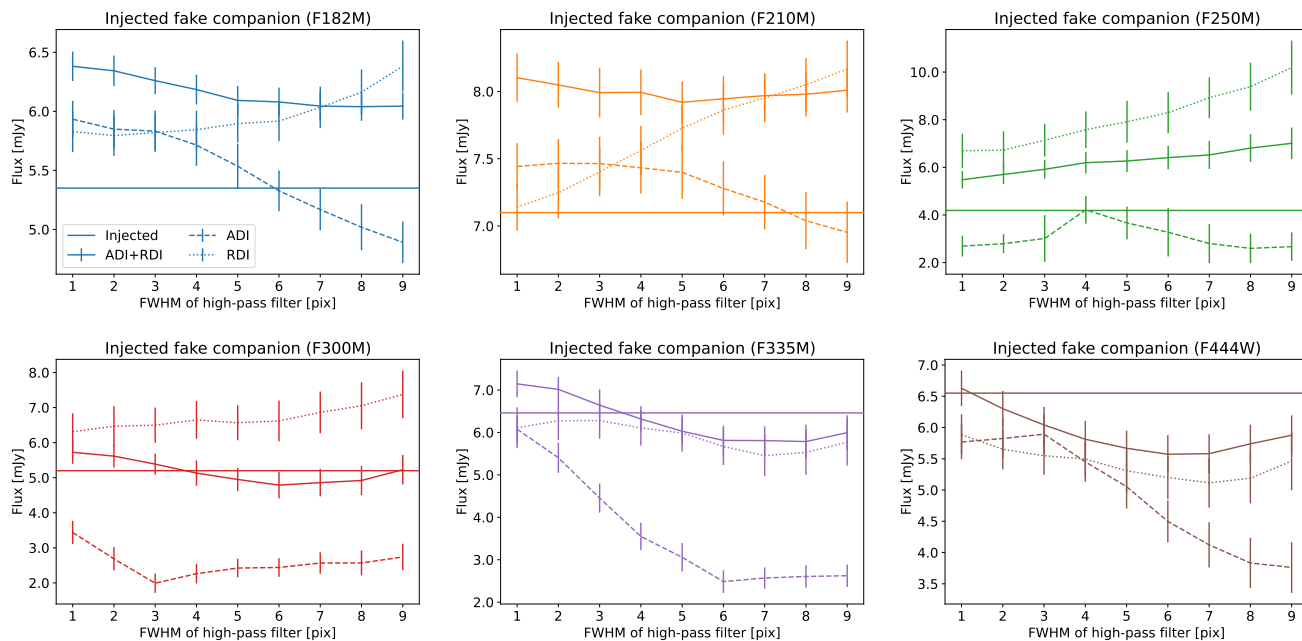 Injected fake companion (F182M)
Flux [mJy]
6.5
6.0
5.5
5.0
Injected
ADI+RDI
ADI
RDI
1 2 3 4 5 6 7 8 9
FWHM of high-pass filter [pix]
Injected fake companion (F210M)
Flux [mJy]
8.0
7.5
7.0
1 2 3 4 5 6 7 8 9
FWHM of high-pass filter [pix]
Injected fake companion (F250M)
Flux [mJy]
10.0
8.0
6.0
4.0
2.0
1 2 3 4 5 6 7 8 9
FWHM of high-pass filter [pix]
Injected fake companion (F300M)
Flux [mJy]
8.0
7.0
6.0
5.0
4.0
3.0
2.0
1 2 3 4 5 6 7 8 9
FWHM of high-pass filter [pix]
Injected fake companion (F335M)
Flux [mJy]
7.0
6.0
5.0
4.0
3.0
2.0
1 2 3 4 5 6 7 8 9
FWHM of high-pass filter [pix]
Injected fake companion (F444W)
Flux [mJy]
7.0
6.5
6.0
5.5
5.0
4.5
4.0
3.5
1 2 3 4 5 6 7 8 9
FWHM of high-pass filter [pix]